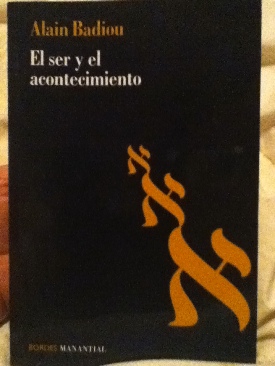 Alain Badiou
El ser y el
acontecimiento
א
א
א
BORDES MANANTIAL